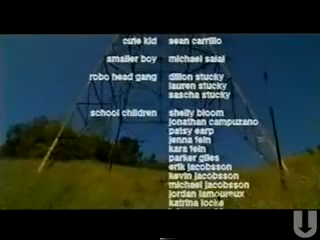 cute kid sean carrillo
smaller boy michael salai
robo head gang dillon stucky
lauren stucky
sascha stucky
school children shelly bloom
jonathan campuzano
patsy earp
jenna fein
kara fein
parker giles
erik jacobsson
kevin jacobsson
michael jacobsson
jordan lamoureux
katrina locke